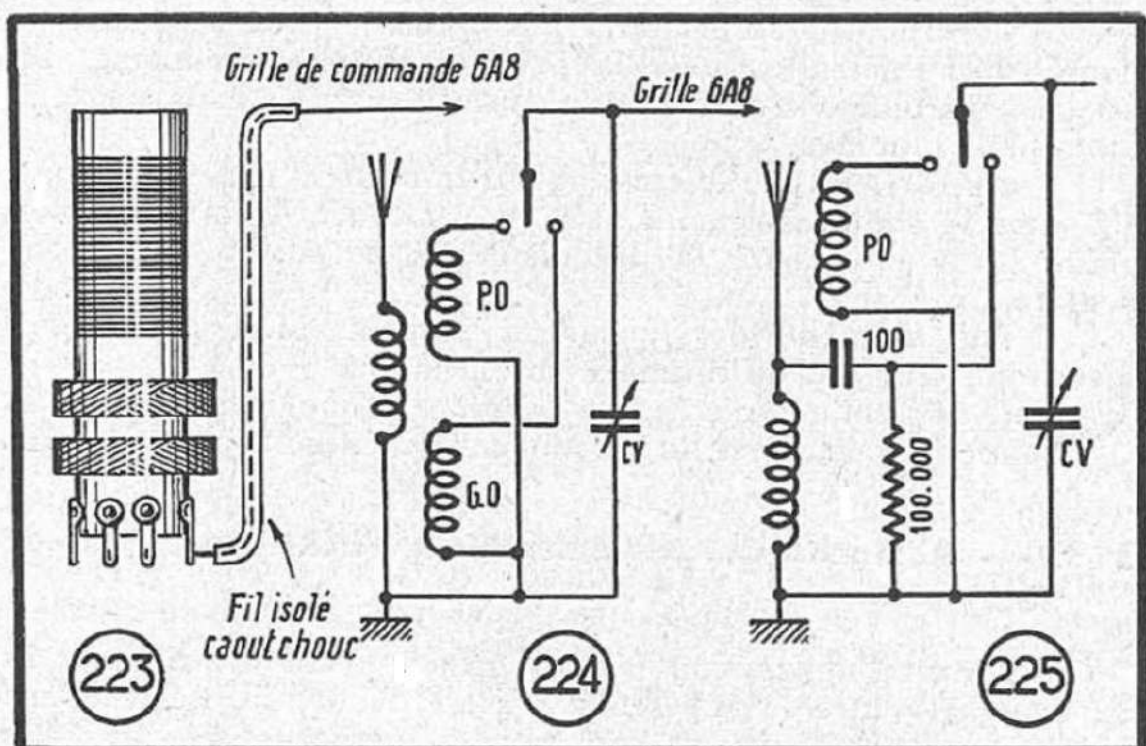 Grille de commande 6A8
Fil isolé
caoutchouc
223
Grille 6A8
P.O
G.O
CV
224
PO
100
100.000
CV
225